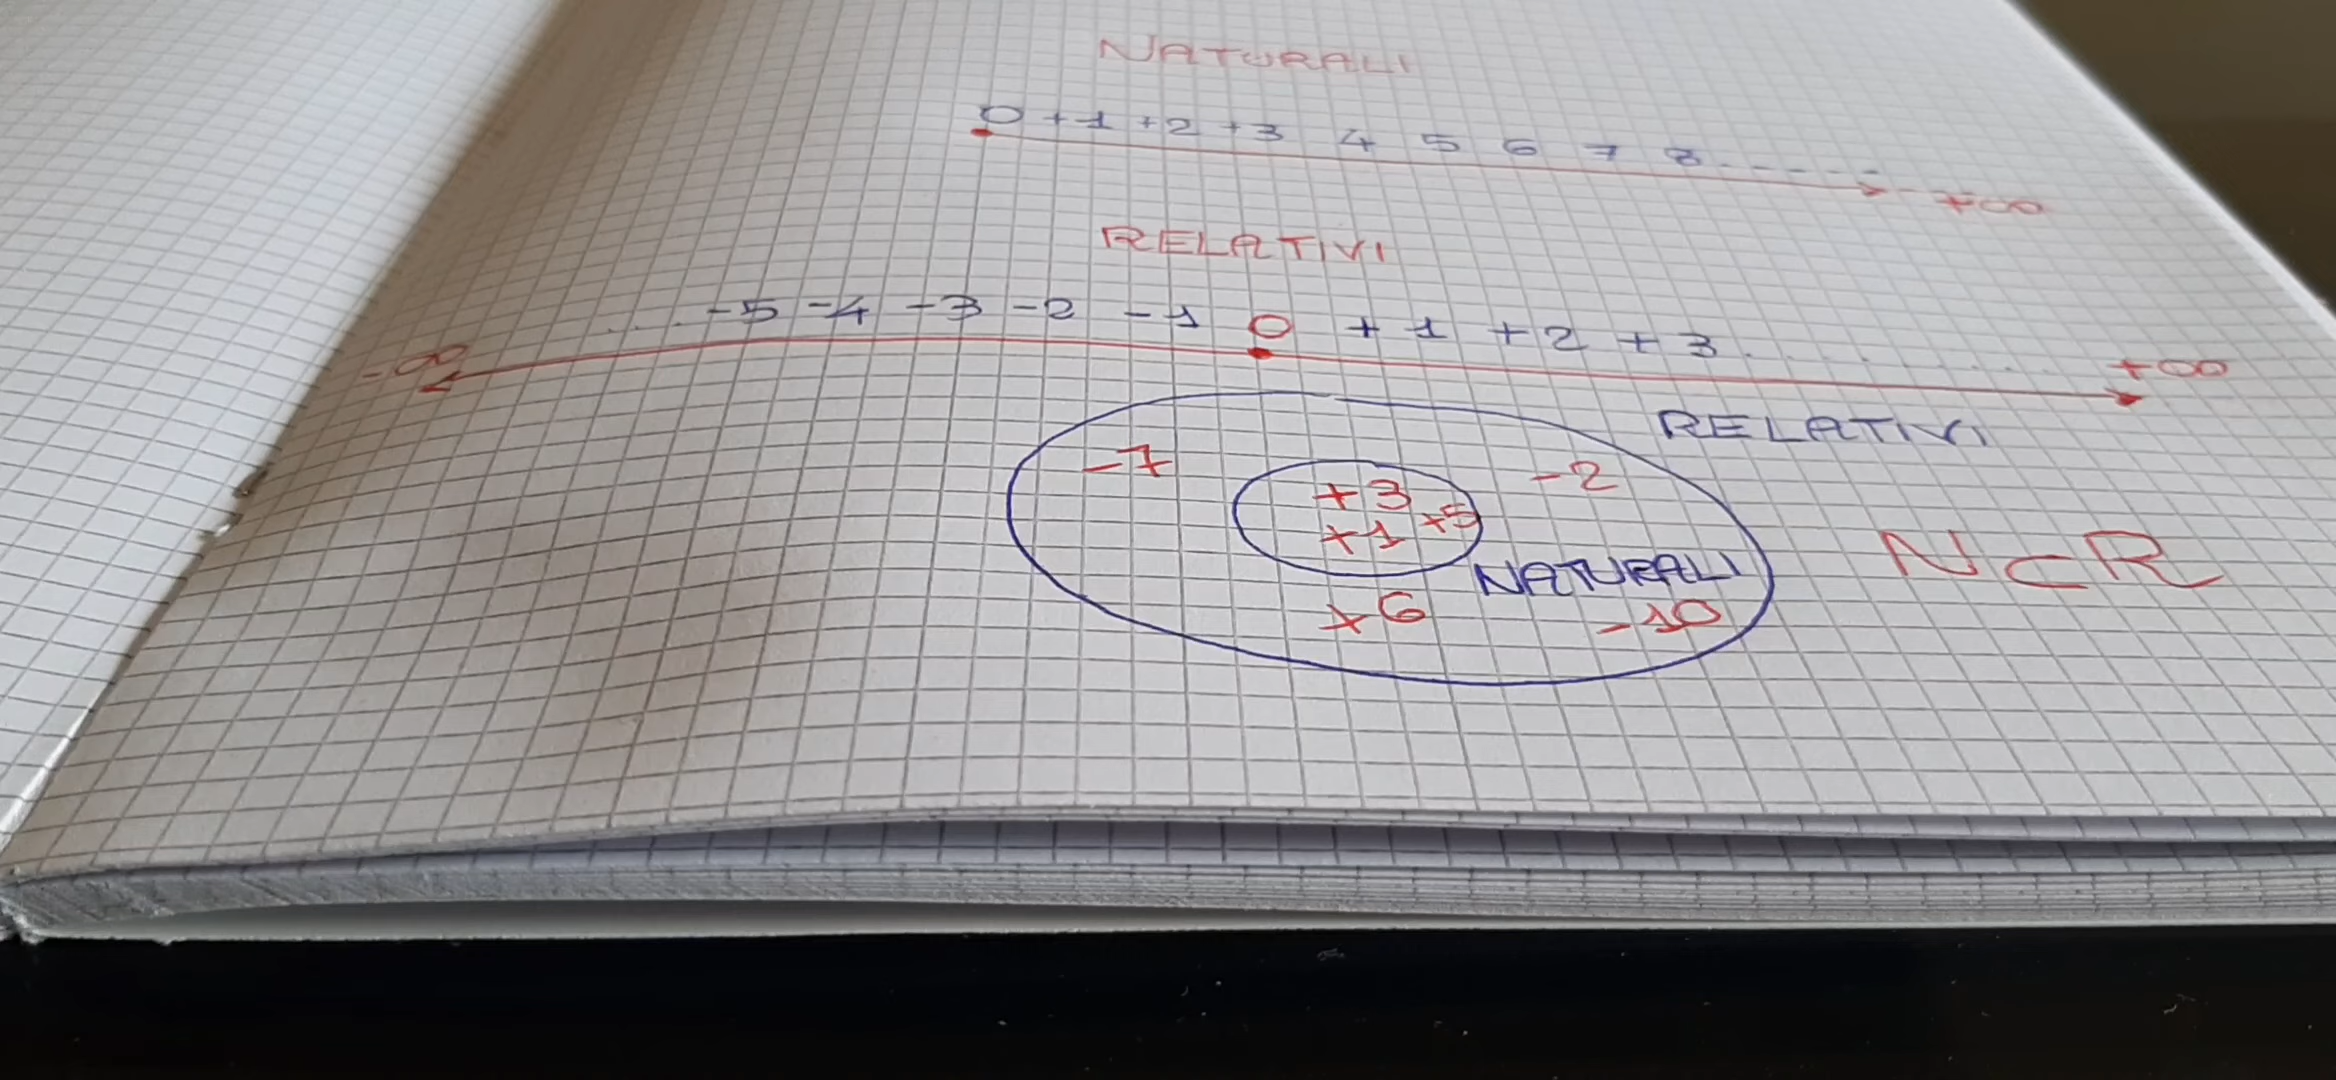 NATURALI
0 +1 +2 +3 4 5 6 7 8 . - - - - - +∞
RELATIVI
. . . . -5 -4 -3 -2 -1 0 +1 +2 +3 . . . . . . . .
-∞ +∞
RELATIVI
-7 +3 -2
+1 +5
NATURALI N⊂R
+6 -10